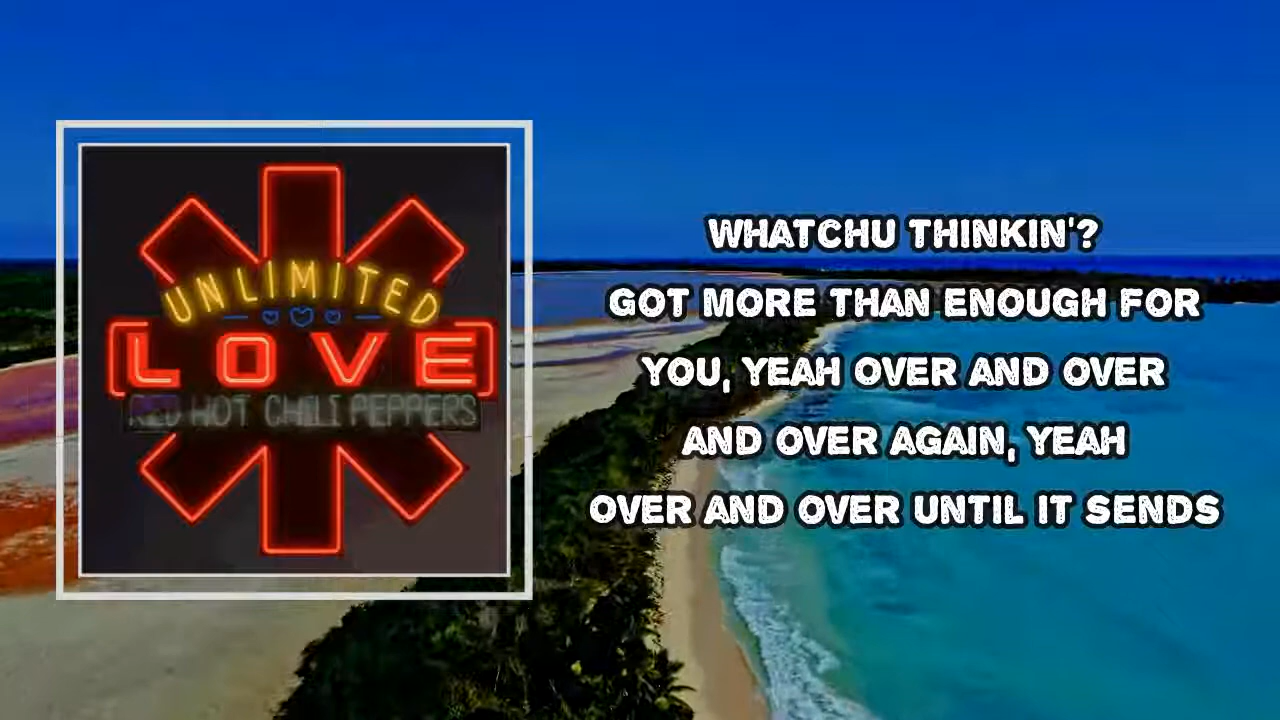 UNLIMITED
LOVE
RED HOT CHILI PEPPERS
WHATCHU THINKIN'?
GOT MORE THAN ENOUGH FOR
YOU, YEAH OVER AND OVER
AND OVER AGAIN, YEAH
OVER AND OVER UNTIL IT SENDS